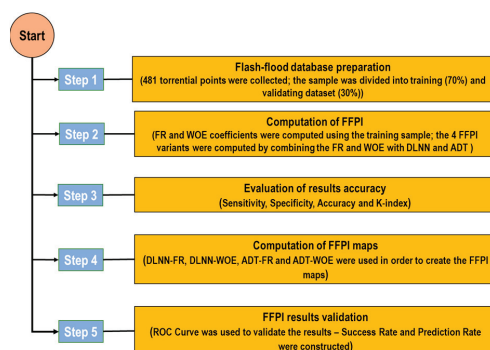 Start
Step 1
Flash-flood database preparation
(481 torrential points were collected; the sample was divided into training (70%) and
validating dataset (30%))
Step 2
Computation of FFPI
(FR and WOE coefficients were computed using the training sample; the 4 FFPI
variants were computed by combining the FR and WOE with DLNN and ADT )
Step 3
Evaluation of results accuracy
(Sensitivity, Specificity, Accuracy and K-index)
Step 4
Computation of FFPI maps
(DLNN-FR, DLNN-WOE, ADT-FR and ADT-WOE were used in order to create the FFPI
maps)
Step 5
FFPI results validation
(ROC Curve was used to validate the results – Success Rate and Prediction Rate
were constructed)